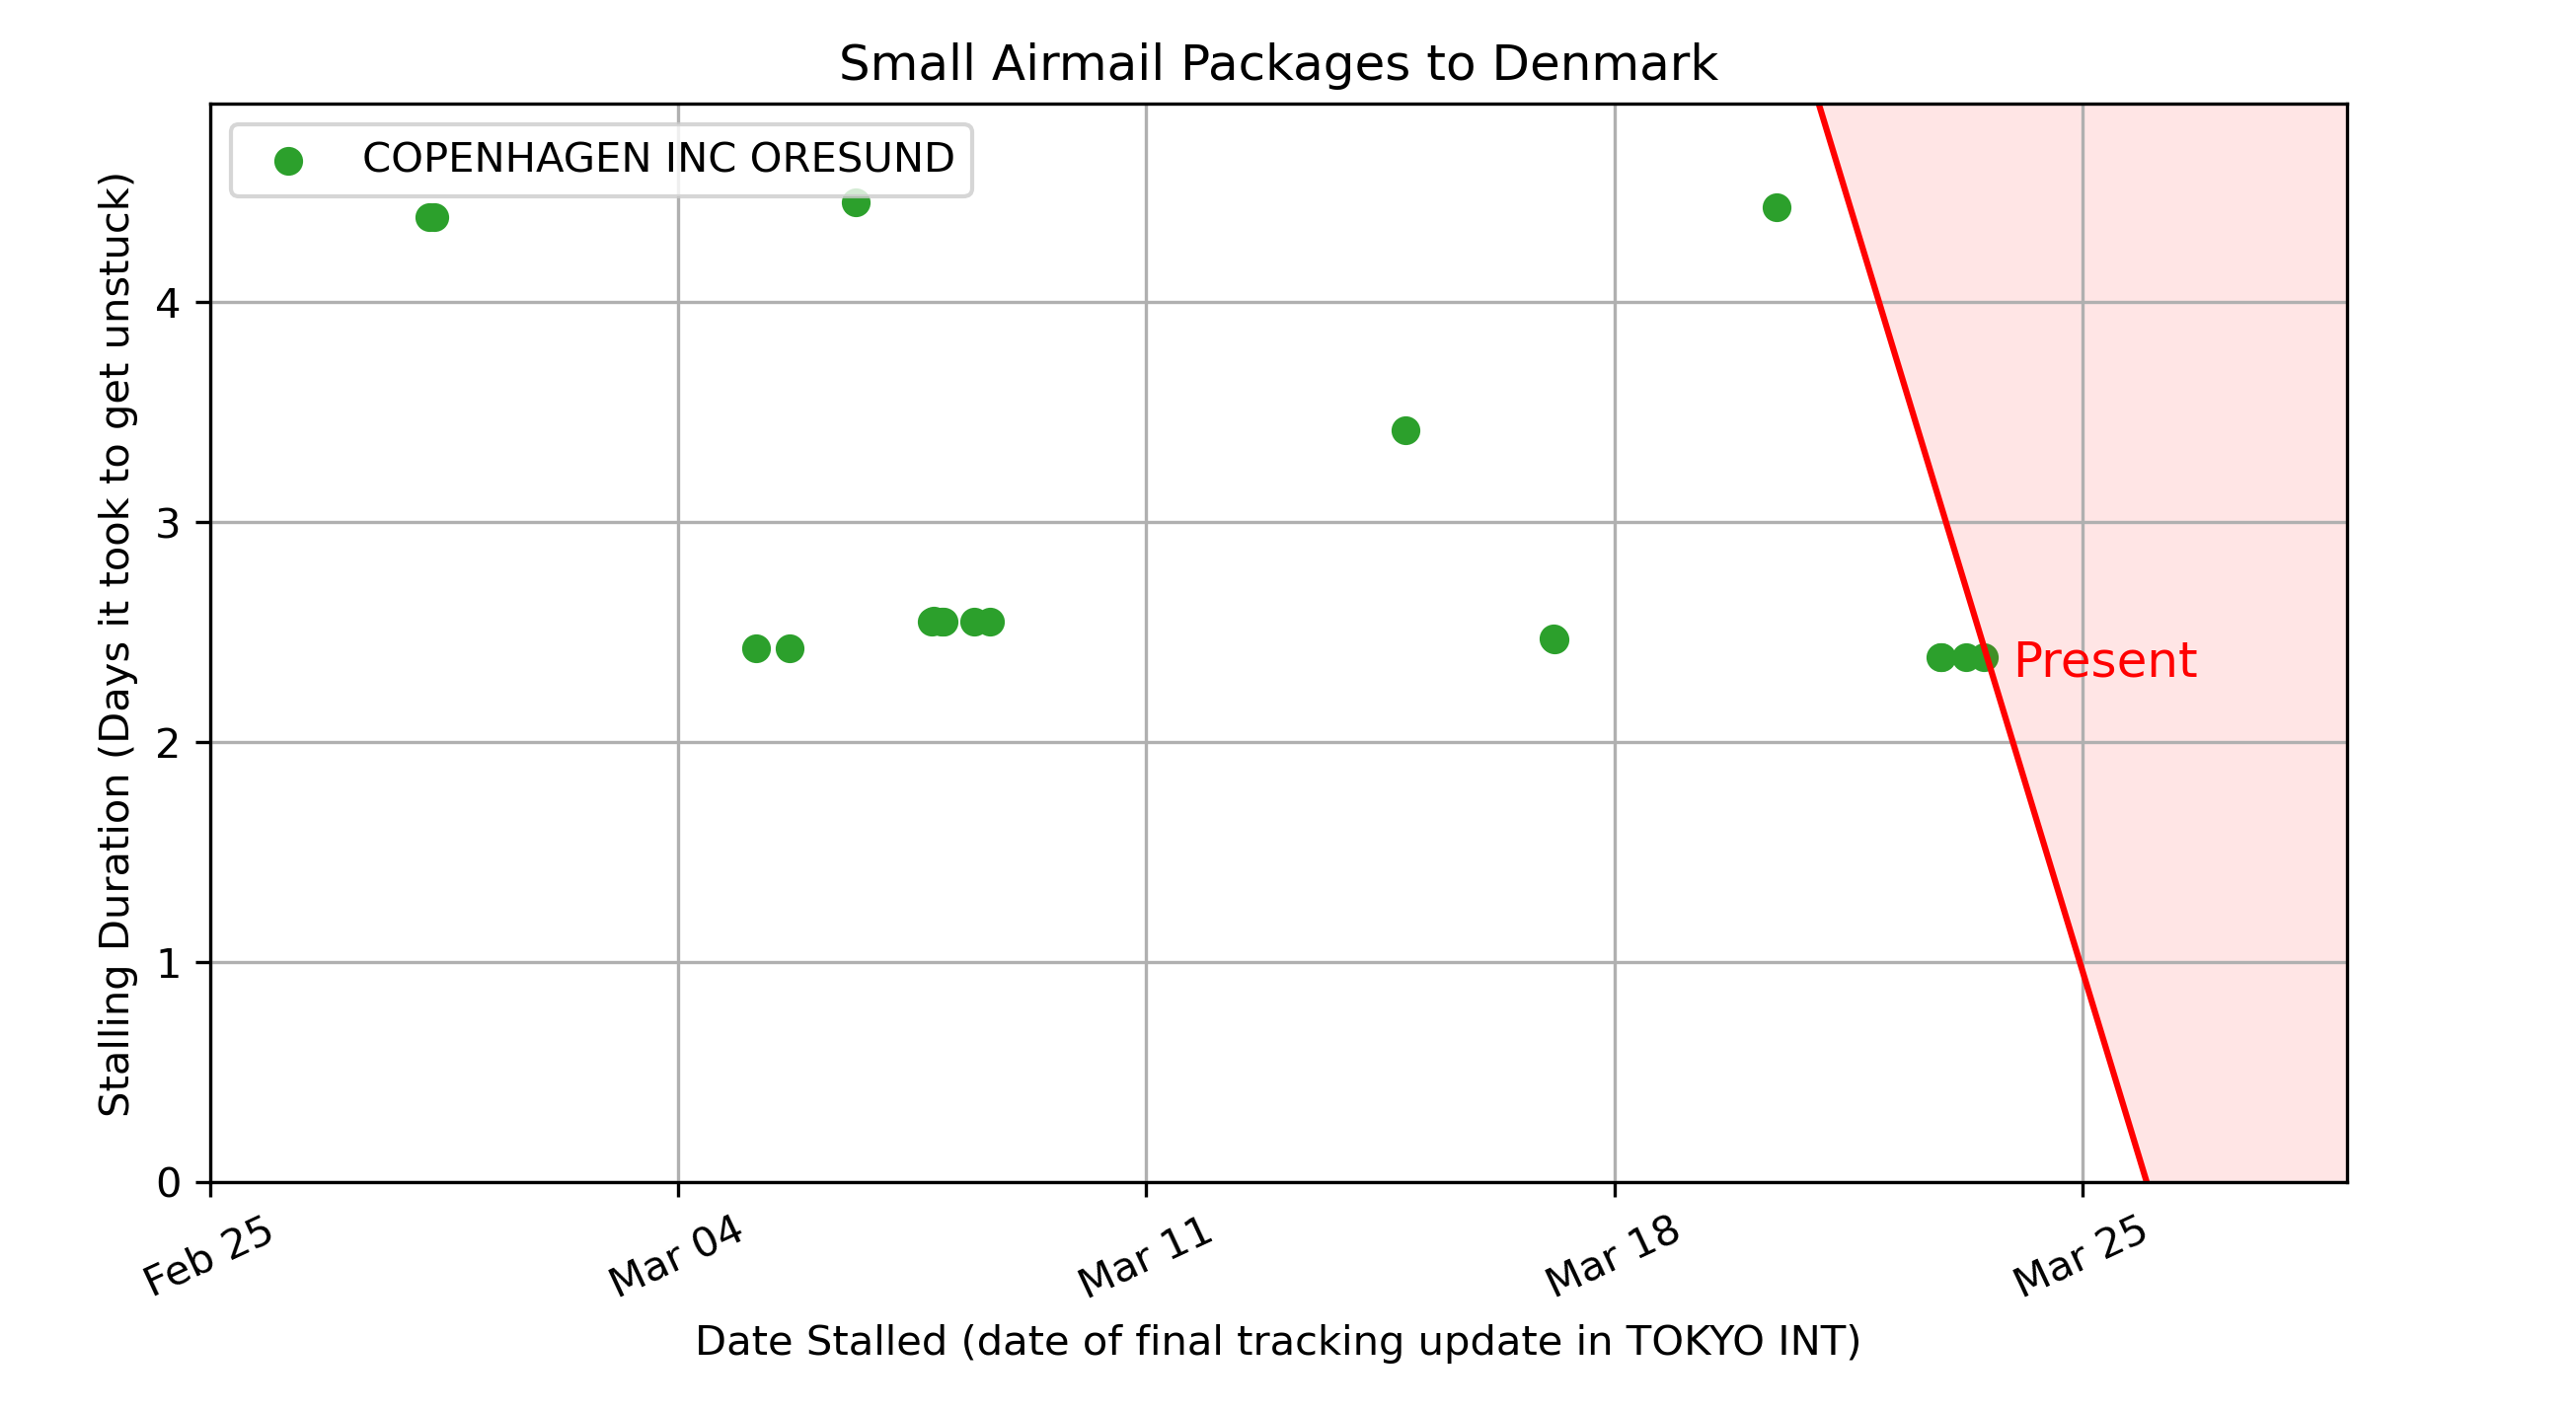 Small Airmail Packages to Denmark
COPENHAGEN INC ORESUND
Stalling Duration (Days it took to get unstuck)
4
3
2
1
0
Present
Feb 25
Mar 04
Mar 11
Mar 18
Mar 25
Date Stalled (date of final tracking update in TOKYO INT)